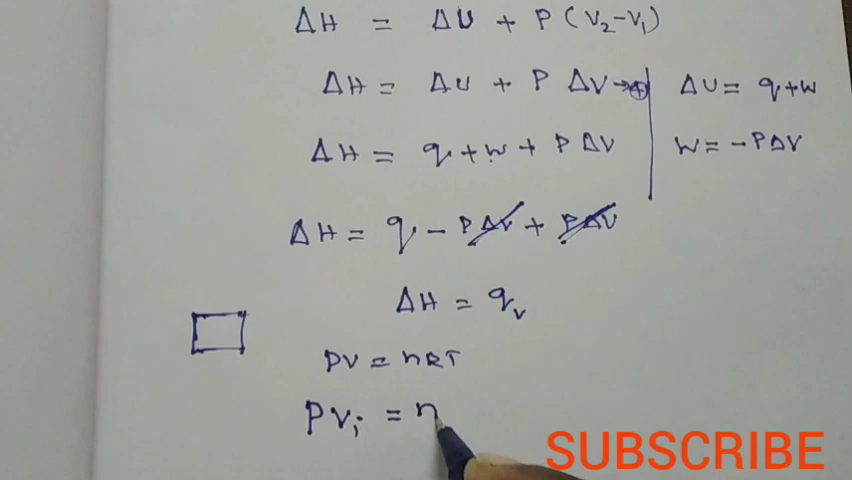 ΔH = ΔU + P (V₂-V₁)
ΔH = ΔU + P ΔV → ⊕
ΔU = q+W
ΔH = q + W + PΔV
W = -PΔV
ΔH = q - PΔV + PΔV
ΔH = qᵥ
PV = nRT
PVᵢ = n
SUBSCRIBE